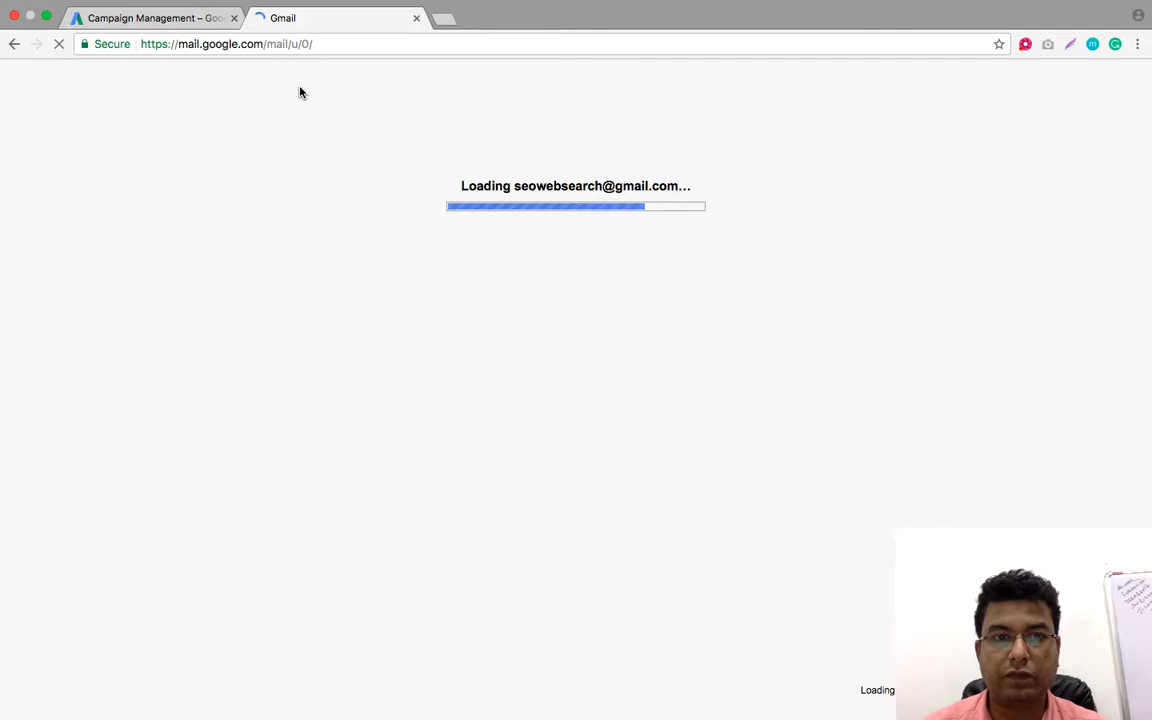 Campaign Management – Goo
Gmail
Secure https://mail.google.com/mail/u/0/
Loading seowebsearch@gmail.com...
Loading